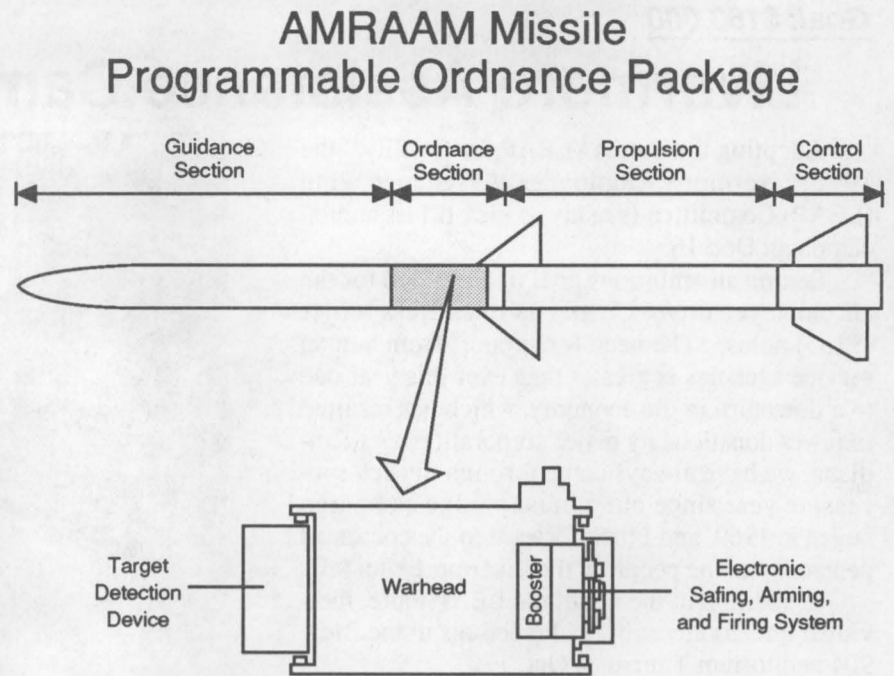 AMRAAM Missile
Programmable Ordnance Package
Guidance
Section
Ordnance
Section
Propulsion
Section
Control
Section
Target
Detection
Device
Warhead
Booster
Electronic
Safing, Arming,
and Firing System